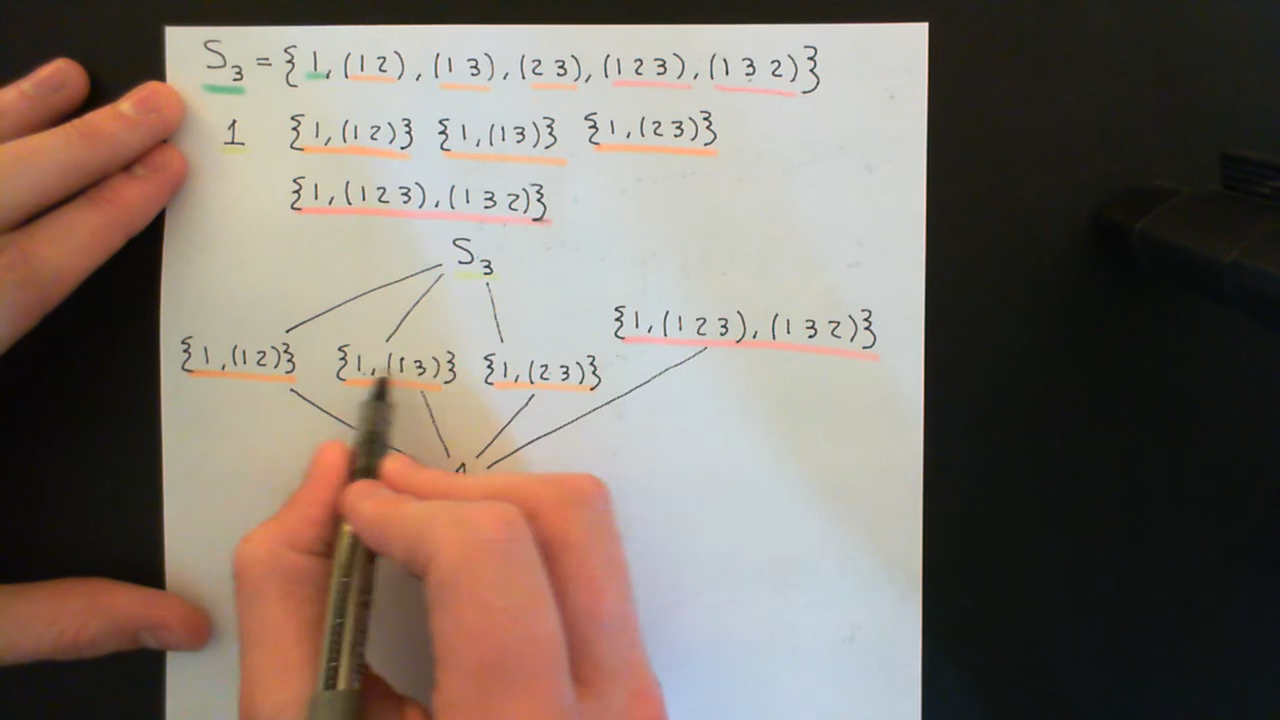 S₃ = {1, (1 2), (1 3), (2 3), (1 2 3), (1 3 2)}
1 {1, (1 2)} {1, (1 3)} {1, (2 3)}
{1, (1 2 3), (1 3 2)}
S₃
{1, (1 2 3), (1 3 2)}
{1, (1 2)} {1, (1 3)} {1, (2 3)}